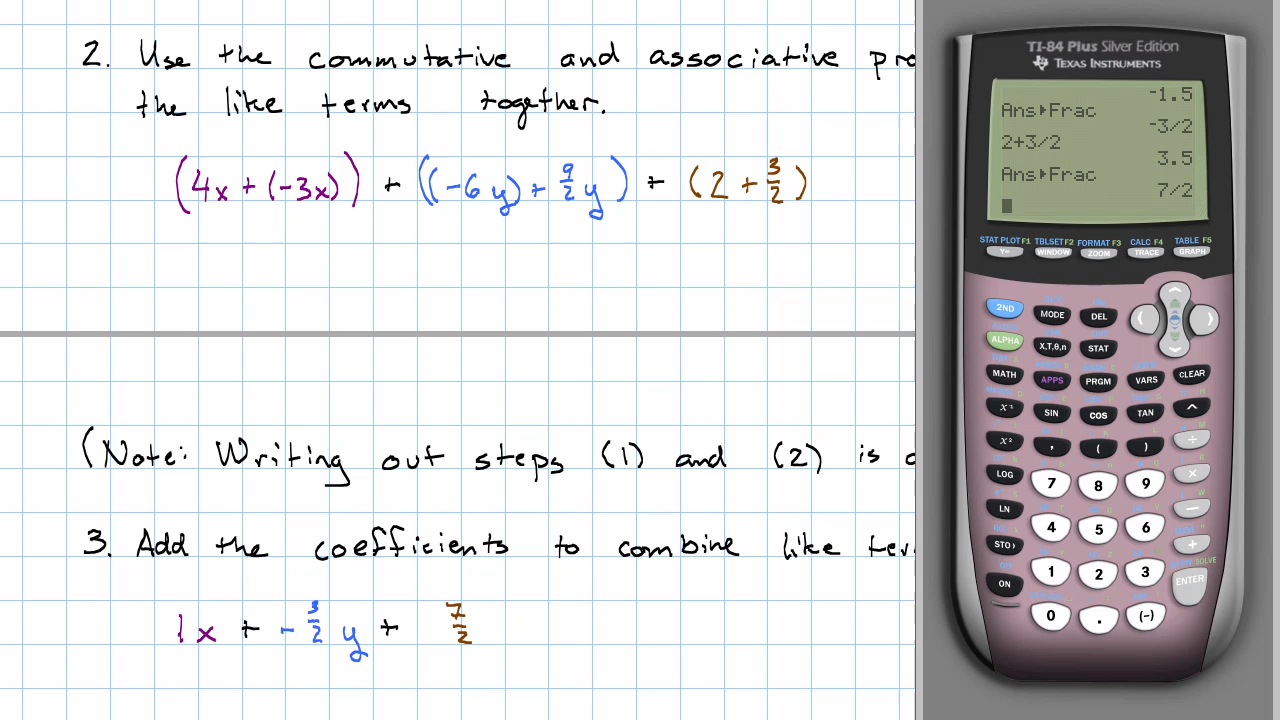 2. Use the commutative and associative pro
the like terms together.
(4x + (-3x)) + ((-6y) + 9/2 y) + (2 + 3/2)
(Note: Writing out steps (1) and (2) is
3. Add the coefficients to combine like ter
1x + -3/2 y + 7/2
TI-84 Plus Silver Edition
TEXAS INSTRUMENTS
-1.5
Ans▸Frac
-3/2
2+3/2
3.5
Ans▸Frac
7/2
STAT PLOT F1 TBLSET F2 FORMAT F3 CALC F4 TABLE F5
Y= WINDOW ZOOM TRACE GRAPH
2ND MODE DEL
ALPHA X,T,θ,n STAT
MATH APPS PRGM VARS CLEAR
x⁻¹ SIN COS TAN ^
x² , ( ) ÷
LOG 7 8 9 ×
LN 4 5 6 −
STO▸ 1 2 3 +
ON 0 . (-) ENTER